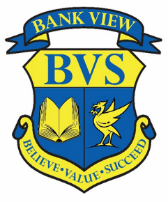 BANK VIEW
BVS
BELIEVE • VALUE • SUCCEED